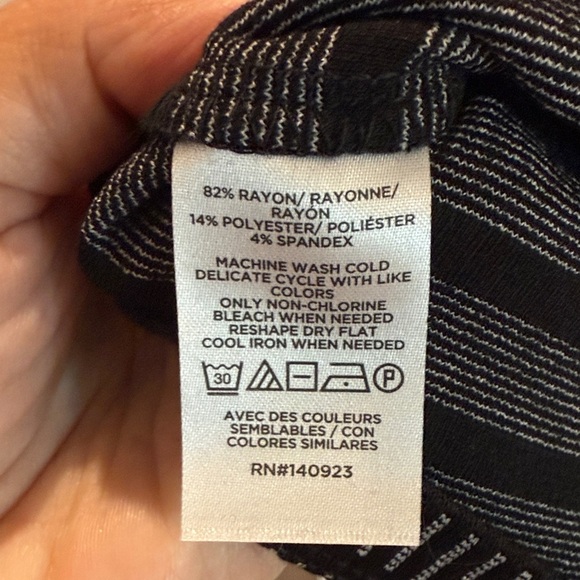 82% RAYON/ RAYONNE/
RAYÓN
14% POLYESTER/ POLIÉSTER
4% SPANDEX
MACHINE WASH COLD
DELICATE CYCLE WITH LIKE
COLORS
ONLY NON-CHLORINE
BLEACH WHEN NEEDED
RESHAPE DRY FLAT
COOL IRON WHEN NEEDED
30 P
AVEC DES COULEURS
SEMBLABLES / CON
COLORES SIMILARES
RN#140923